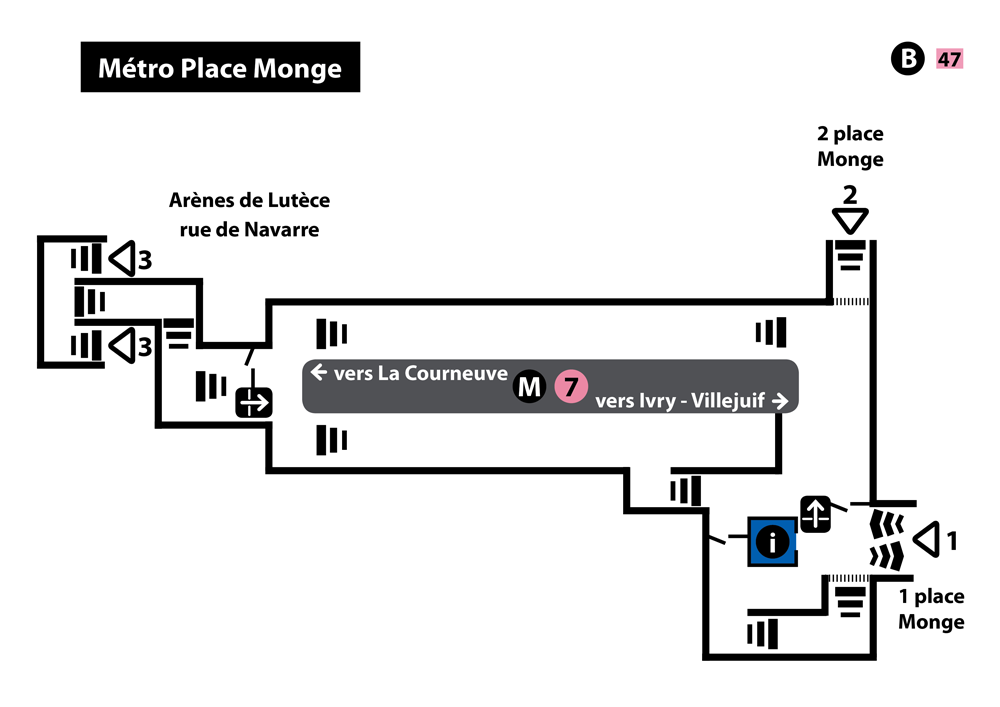 Métro Place Monge
B 47
2 place
Monge
2
Arènes de Lutèce
rue de Navarre
3
3
vers La Courneuve
M 7
vers Ivry - Villejuif
i
1
1 place
Monge